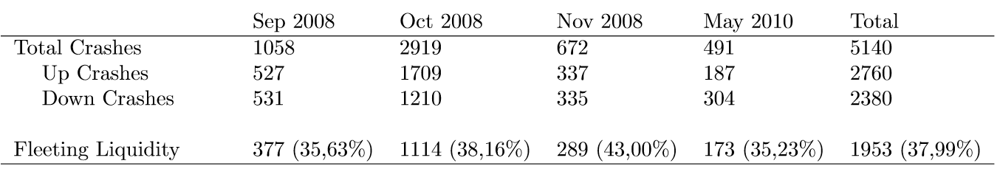 Sep 2008 Oct 2008 Nov 2008 May 2010 Total
Total Crashes 1058 2919 672 491 5140
Up Crashes 527 1709 337 187 2760
Down Crashes 531 1210 335 304 2380
Fleeting Liquidity 377 (35,63%) 1114 (38,16%) 289 (43,00%) 173 (35,23%) 1953 (37,99%)